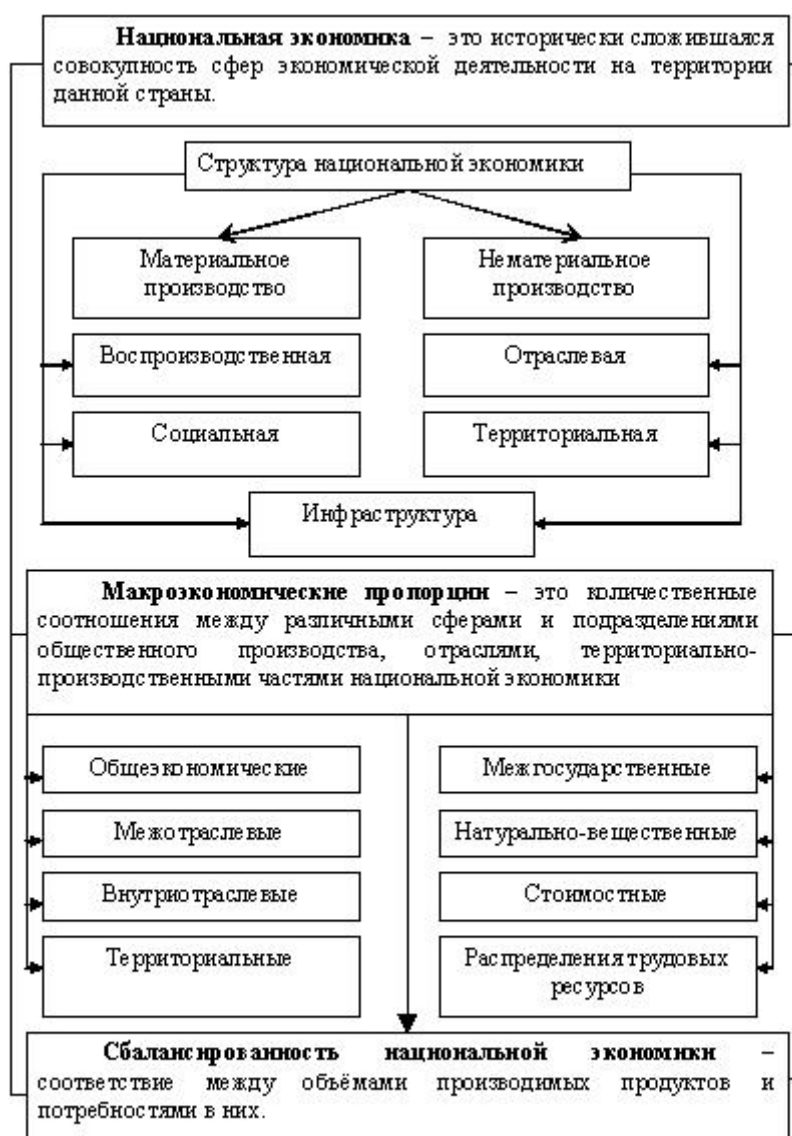 Национальная экономика – это исторически сложившаяся
совокупность сфер экономической деятельности на территории
данной страны.
Структура национальной экономики
Материальное
производство
Нематериальное
производство
Воспроизводственная
Отраслевая
Социальная
Территориальная
Инфраструктура
Макроэкономические пропорции – это количественные
соотношения между различными сферами и подразделениями
общественного производства, отраслями, территориально-
производственными частями национальной экономики
Общеэкономические
Межгосударственные
Межотраслевые
Натурально-вещественные
Внутриотраслевые
Стоимостные
Территориальные
Распределения трудовых
ресурсов
Сбалансированность национальной экономики –
соответствие между объёмами производимых продуктов и
потребностями в них.